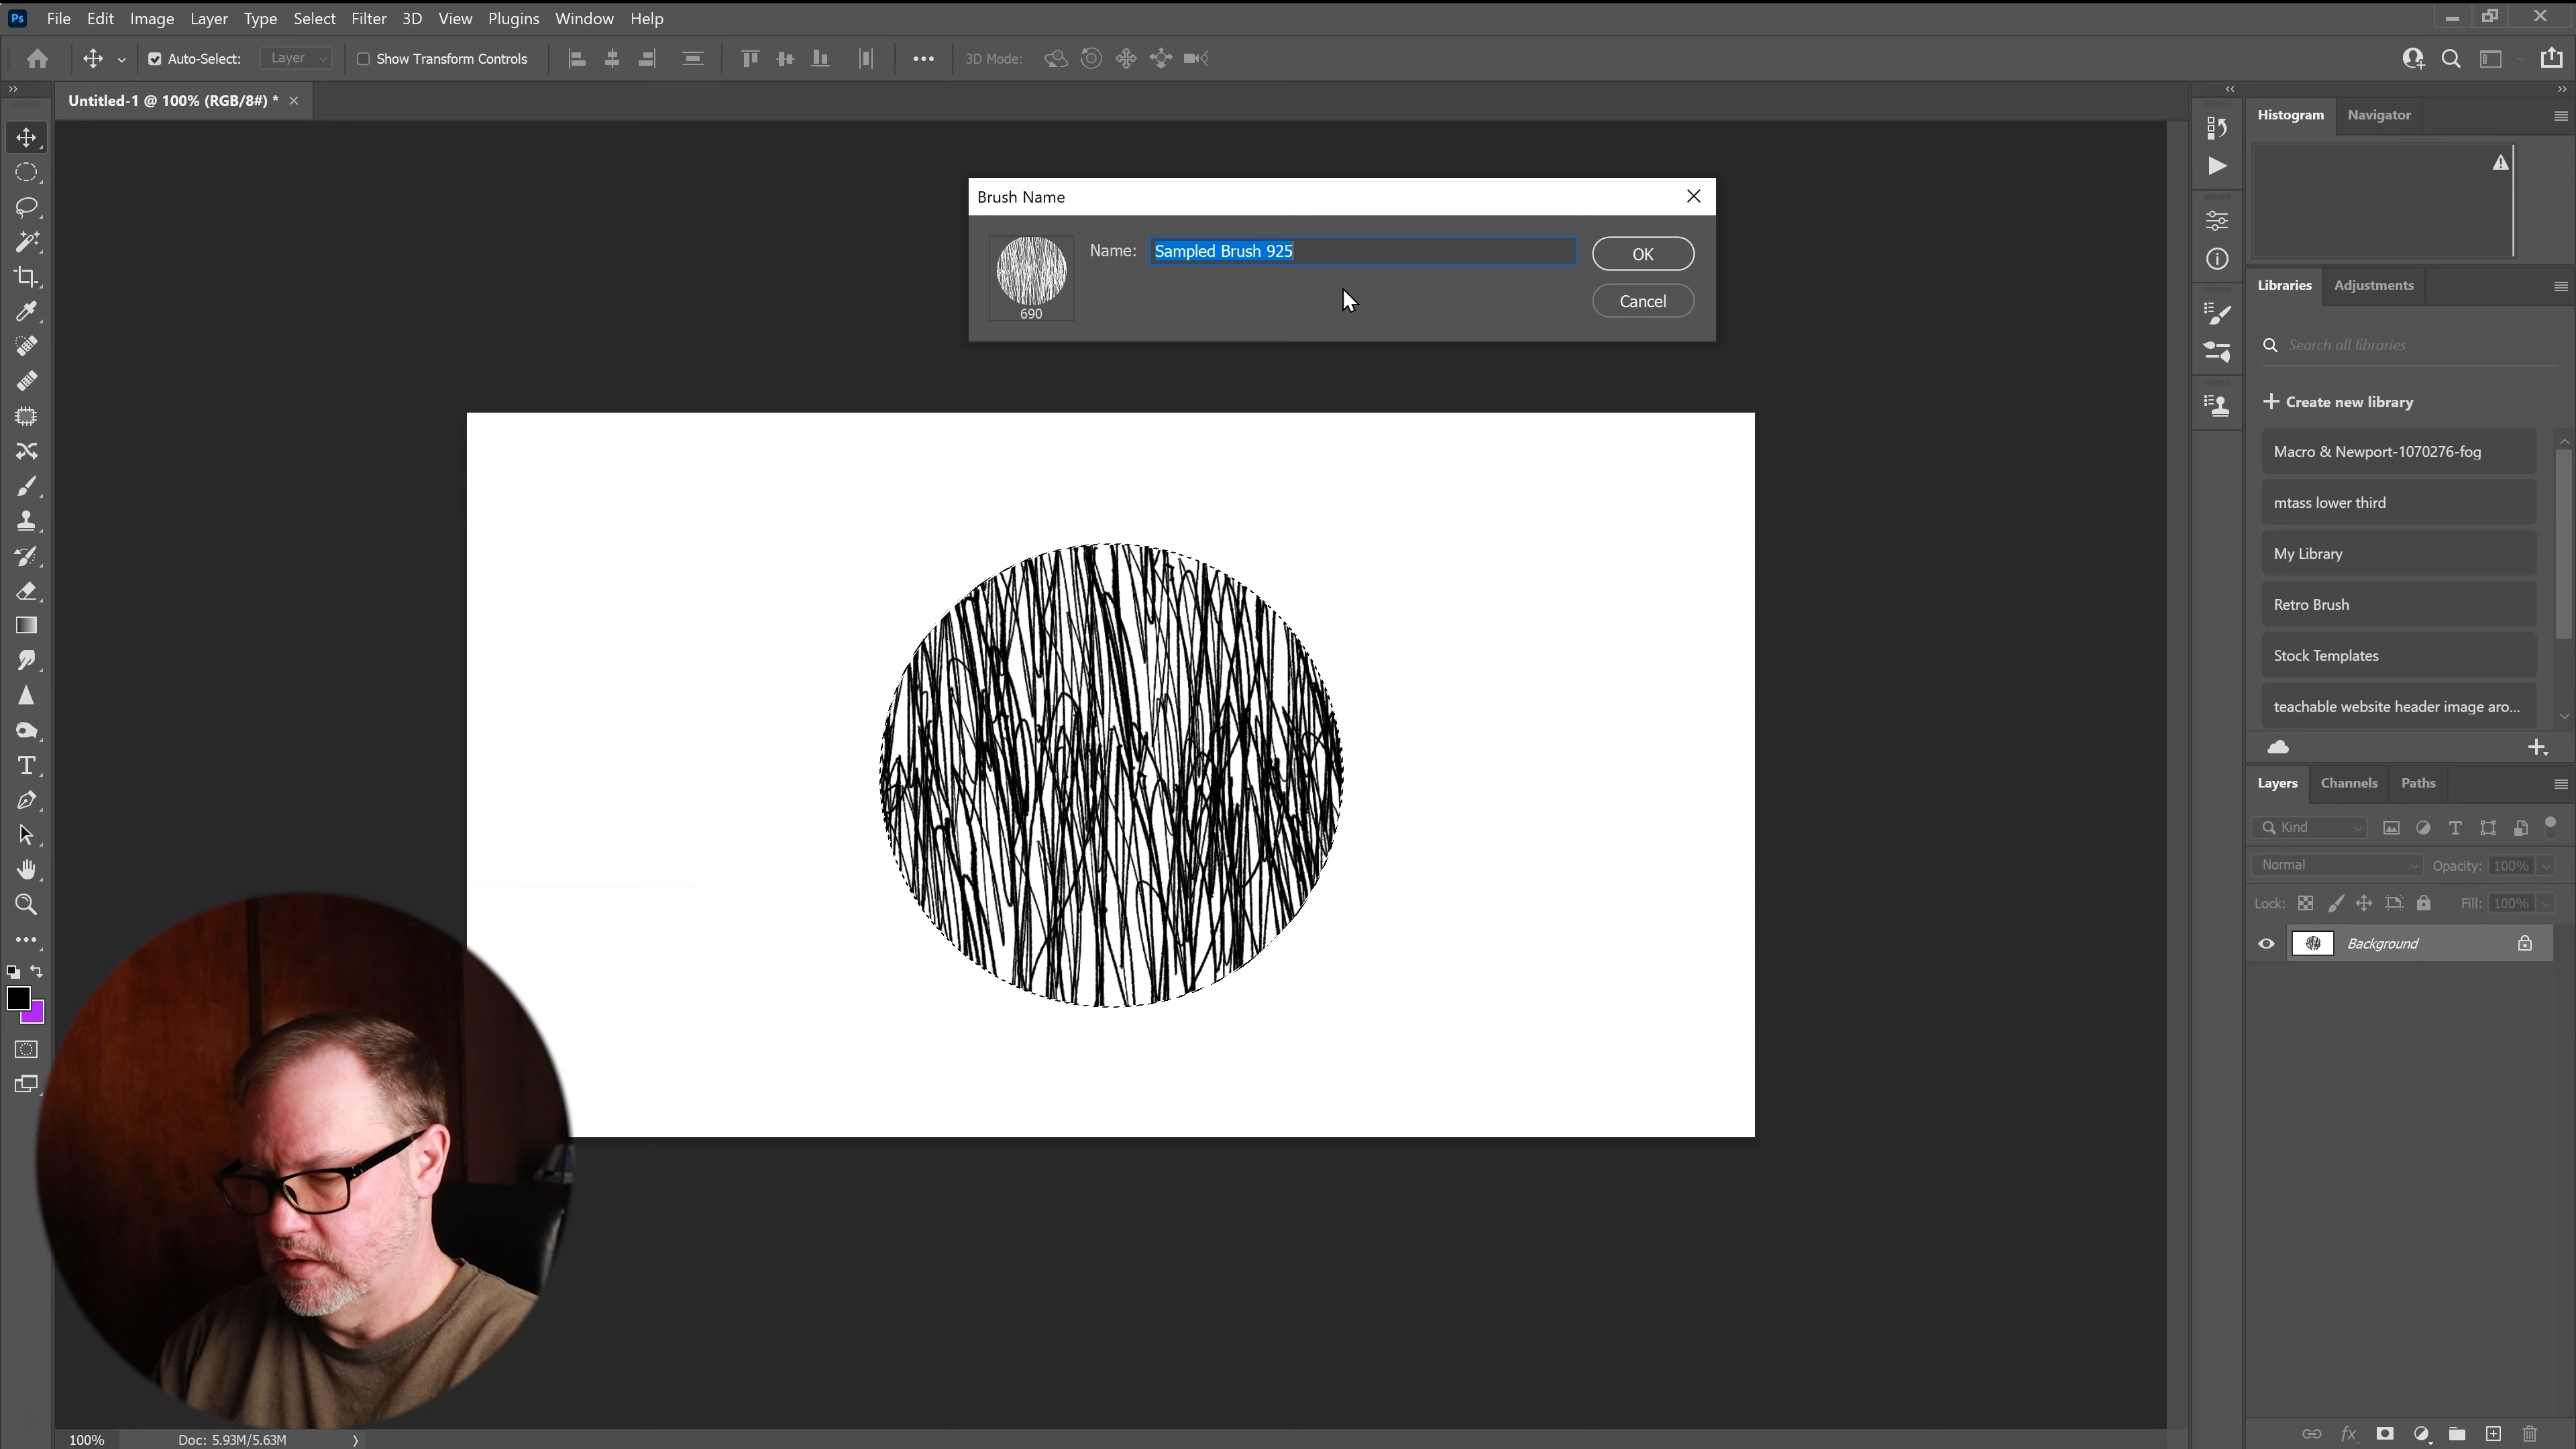 Ps File Edit Image Layer Type Select Filter 3D View Plugins Window Help
Auto-Select: Layer Show Transform Controls 3D Mode:
Untitled-1 @ 100% (RGB/8#) *
Histogram Navigator
Brush Name
Name: Sampled Brush 925 OK
Cancel
690
Libraries Adjustments
Search all libraries
Create new library
Macro & Newport-1070276-fog
mtass lower third
My Library
Retro Brush
Stock Templates
teachable website header image aro...
Layers Channels Paths
Kind
Normal Opacity: 100%
Lock: Fill: 100%
Background
100% Doc: 5.93M/5.63M